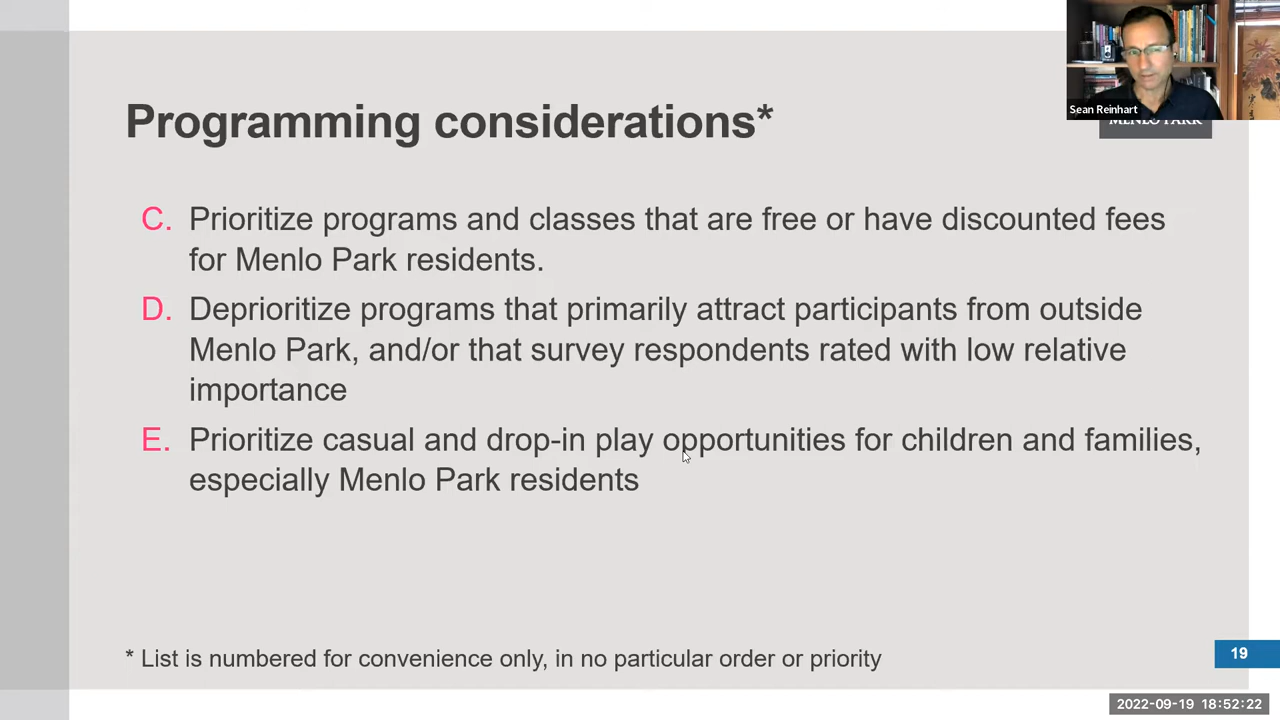 Sean Reinhart
MENLO PARK
Programming considerations*
C. Prioritize programs and classes that are free or have discounted fees
for Menlo Park residents.
D. Deprioritize programs that primarily attract participants from outside
Menlo Park, and/or that survey respondents rated with low relative
importance
E. Prioritize casual and drop-in play opportunities for children and families,
especially Menlo Park residents
* List is numbered for convenience only, in no particular order or priority
19
2022-09-19 18:52:22